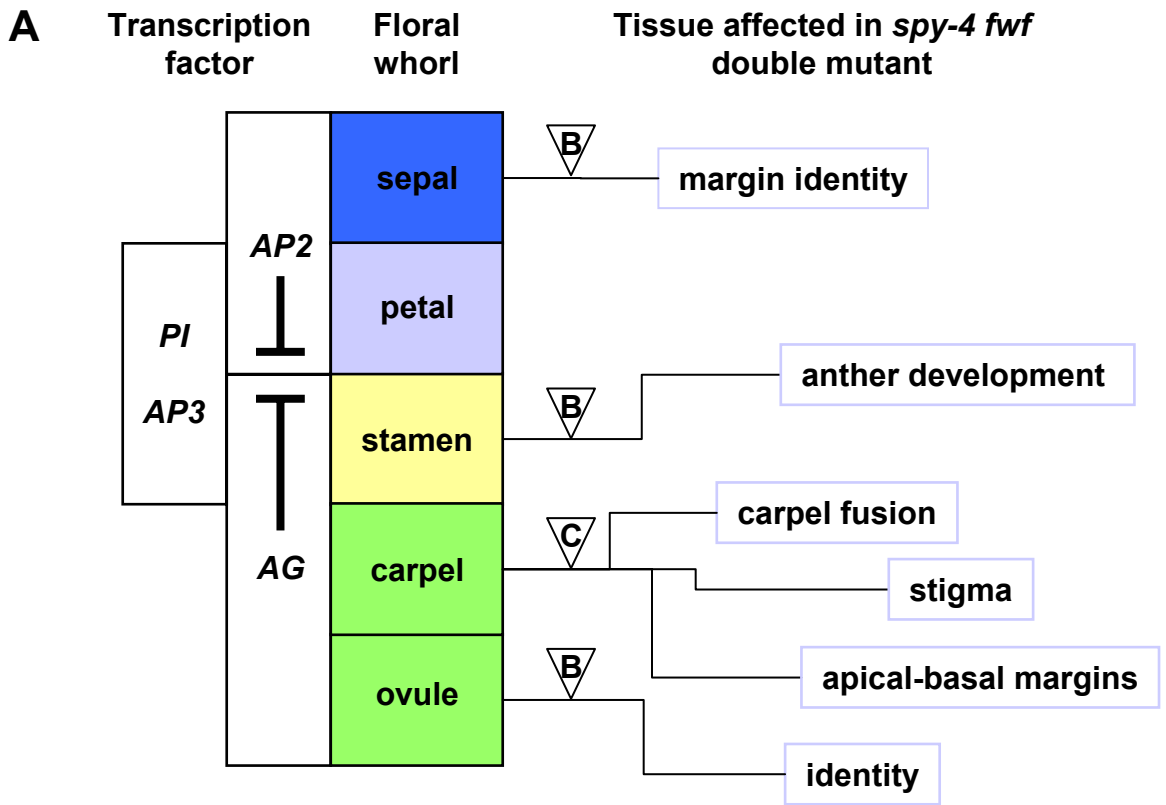 A
Transcription
factor
Floral
whorl
Tissue affected in spy-4 fwf
double mutant
sepal
B
margin identity
AP2
petal
PI
AP3
anther development
B
stamen
carpel fusion
C
AG
carpel
stigma
B
apical-basal margins
ovule
identity